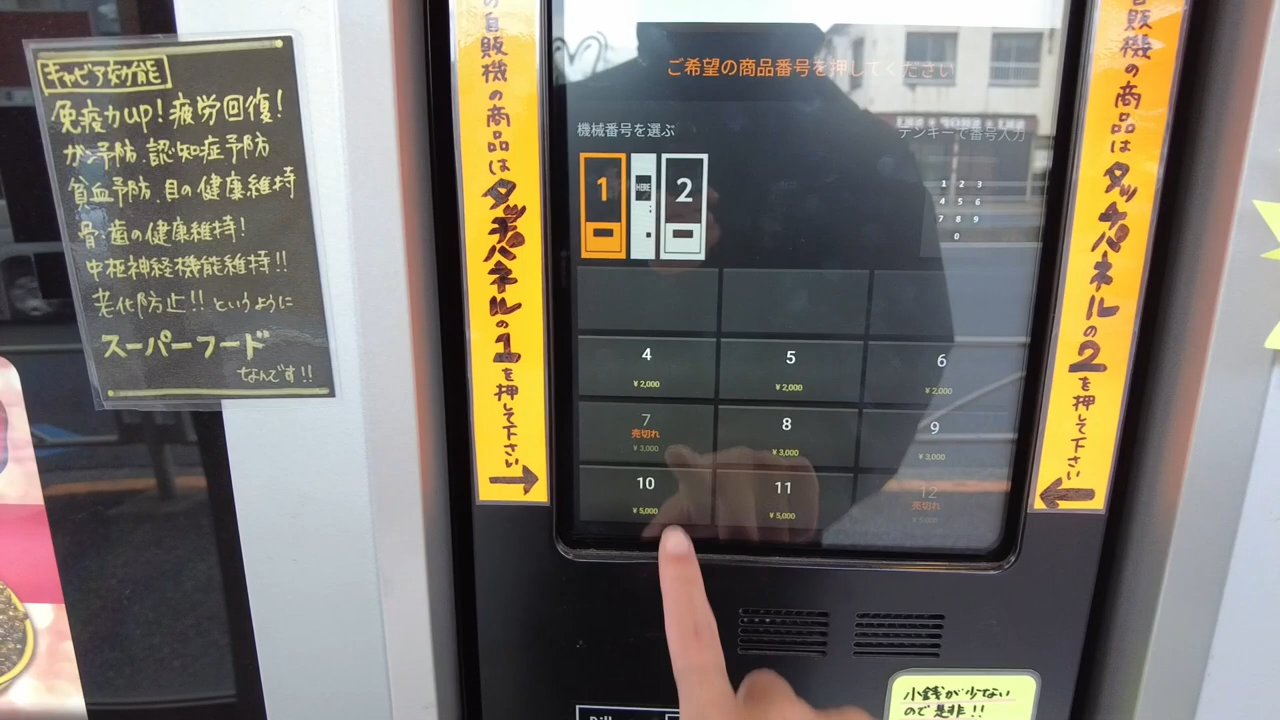 キャビア効能
免疫力up!疲労回復!
ガン予防.認知症予防
貧血予防.目の健康維持
骨.歯の健康維持!
中枢神経機能維持!!
老化防止!!というように
スーパーフード
なんです!!
の自販機の商品はタッチパネルの1を押して下さい→
ご希望の商品番号を押してください
機械番号を選ぶ
テンキーで番号入力
1 HERE 2
1 2 3
4 5 6
7 8 9
0
4 5 6
¥2,000 ¥2,000 ¥2,000
7 8 9
売切れ
¥3,000 ¥3,000 ¥3,000
10 11 12
売切れ
¥5,000 ¥5,000 ¥5,000
自販機の商品はタッチパネルの2を押して下さい←
小銭が少ない
ので是非!!